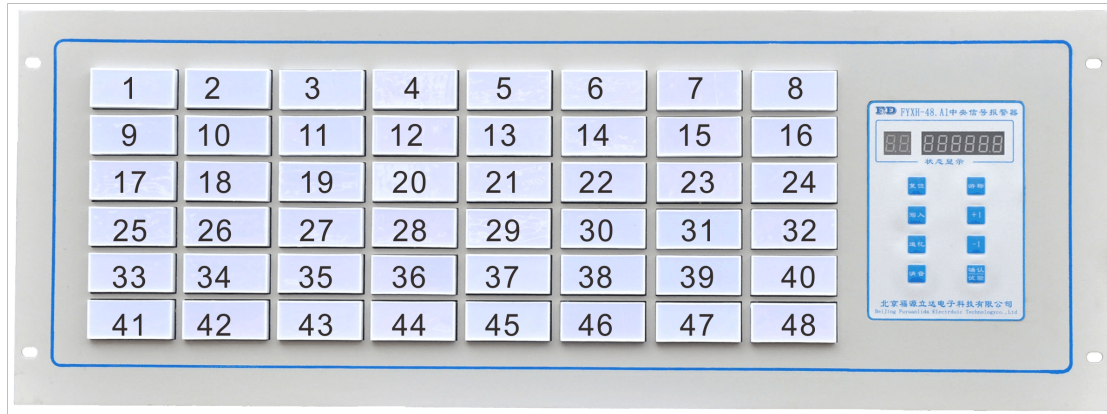 1 2 3 4 5 6 7 8
9 10 11 12 13 14 15 16
17 18 19 20 21 22 23 24
25 26 27 28 29 30 31 32
33 34 35 36 37 38 39 40
41 42 43 44 45 46 47 48
FYXH-48.A1中央信号报警器
状态显示
复位
+1
-1
消音
确认
试验
北京福源立达电子科技有限公司